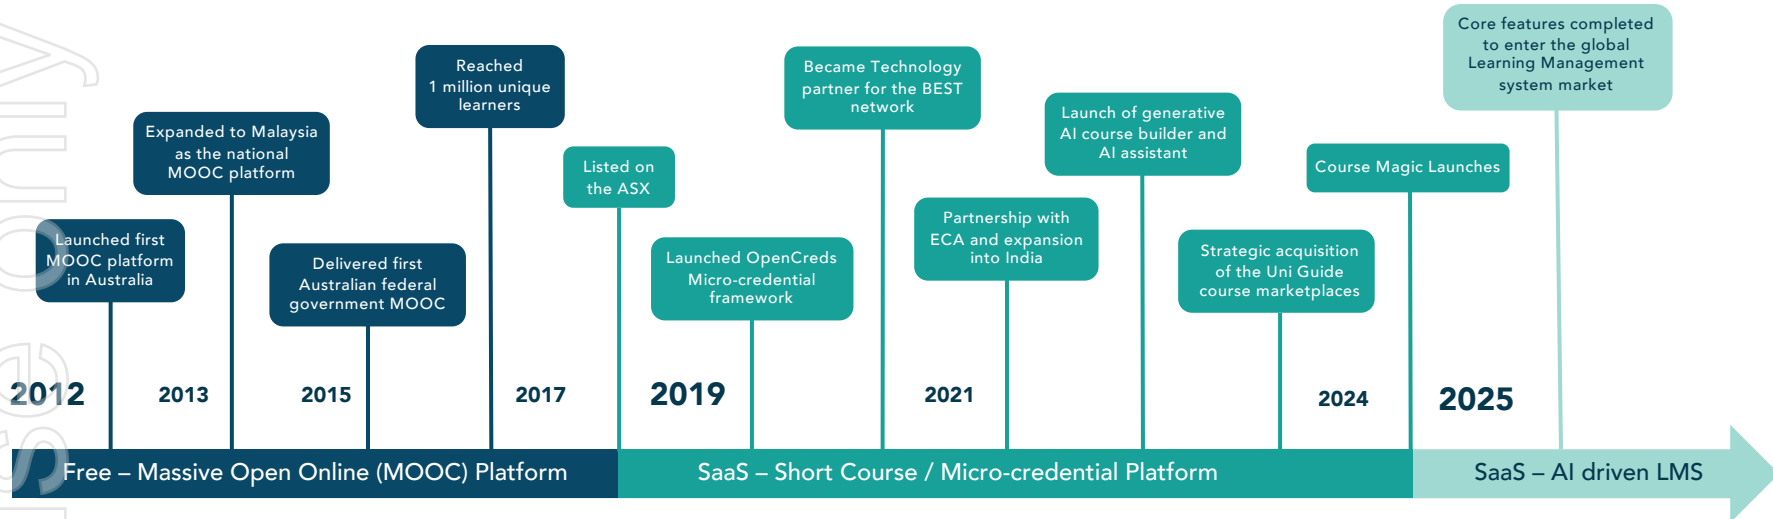 Launched first
MOOC platform
in Australia
Expanded to Malaysia
as the national
MOOC platform
Delivered first
Australian federal
government MOOC
Reached
1 million unique
learners
Listed on
the ASX
Launched OpenCreds
Micro-credential
framework
Became Technology
partner for the BEST
network
Partnership with
ECA and expansion
into India
Launch of generative
AI course builder and
AI assistant
Strategic acquisition
of the Uni Guide
course marketplaces
Course Magic Launches
Core features completed
to enter the global
Learning Management
system market
2012
2013
2015
2017
2019
2021
2024
2025
Free – Massive Open Online (MOOC) Platform
SaaS – Short Course / Micro-credential Platform
SaaS – AI driven LMS